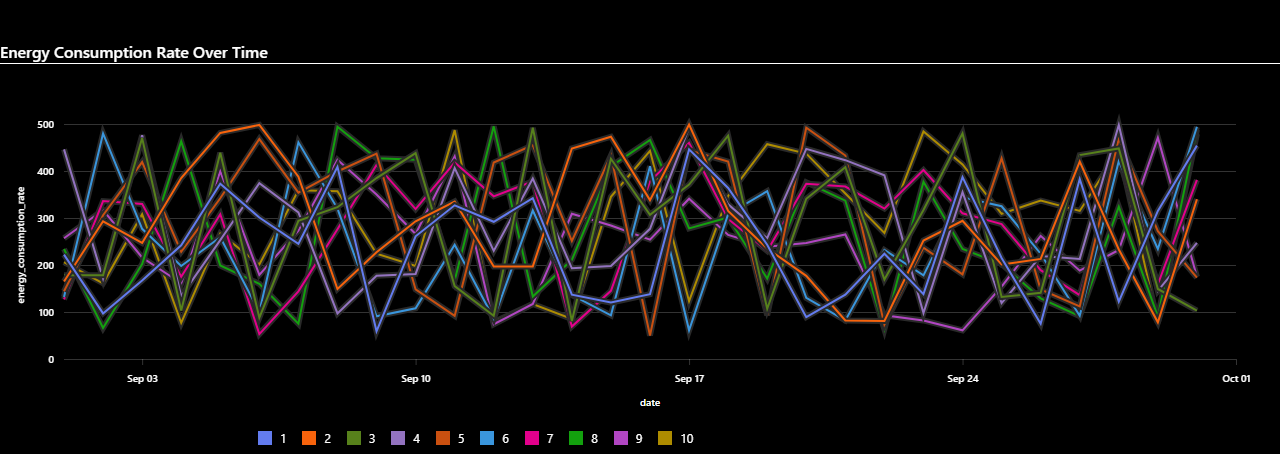 Energy Consumption Rate Over Time
500
400
300
200
100
0
energy_consumption_rate
Sep 03 Sep 10 Sep 17 Sep 24 Oct 01
date
1 2 3 4 5 6 7 8 9 10